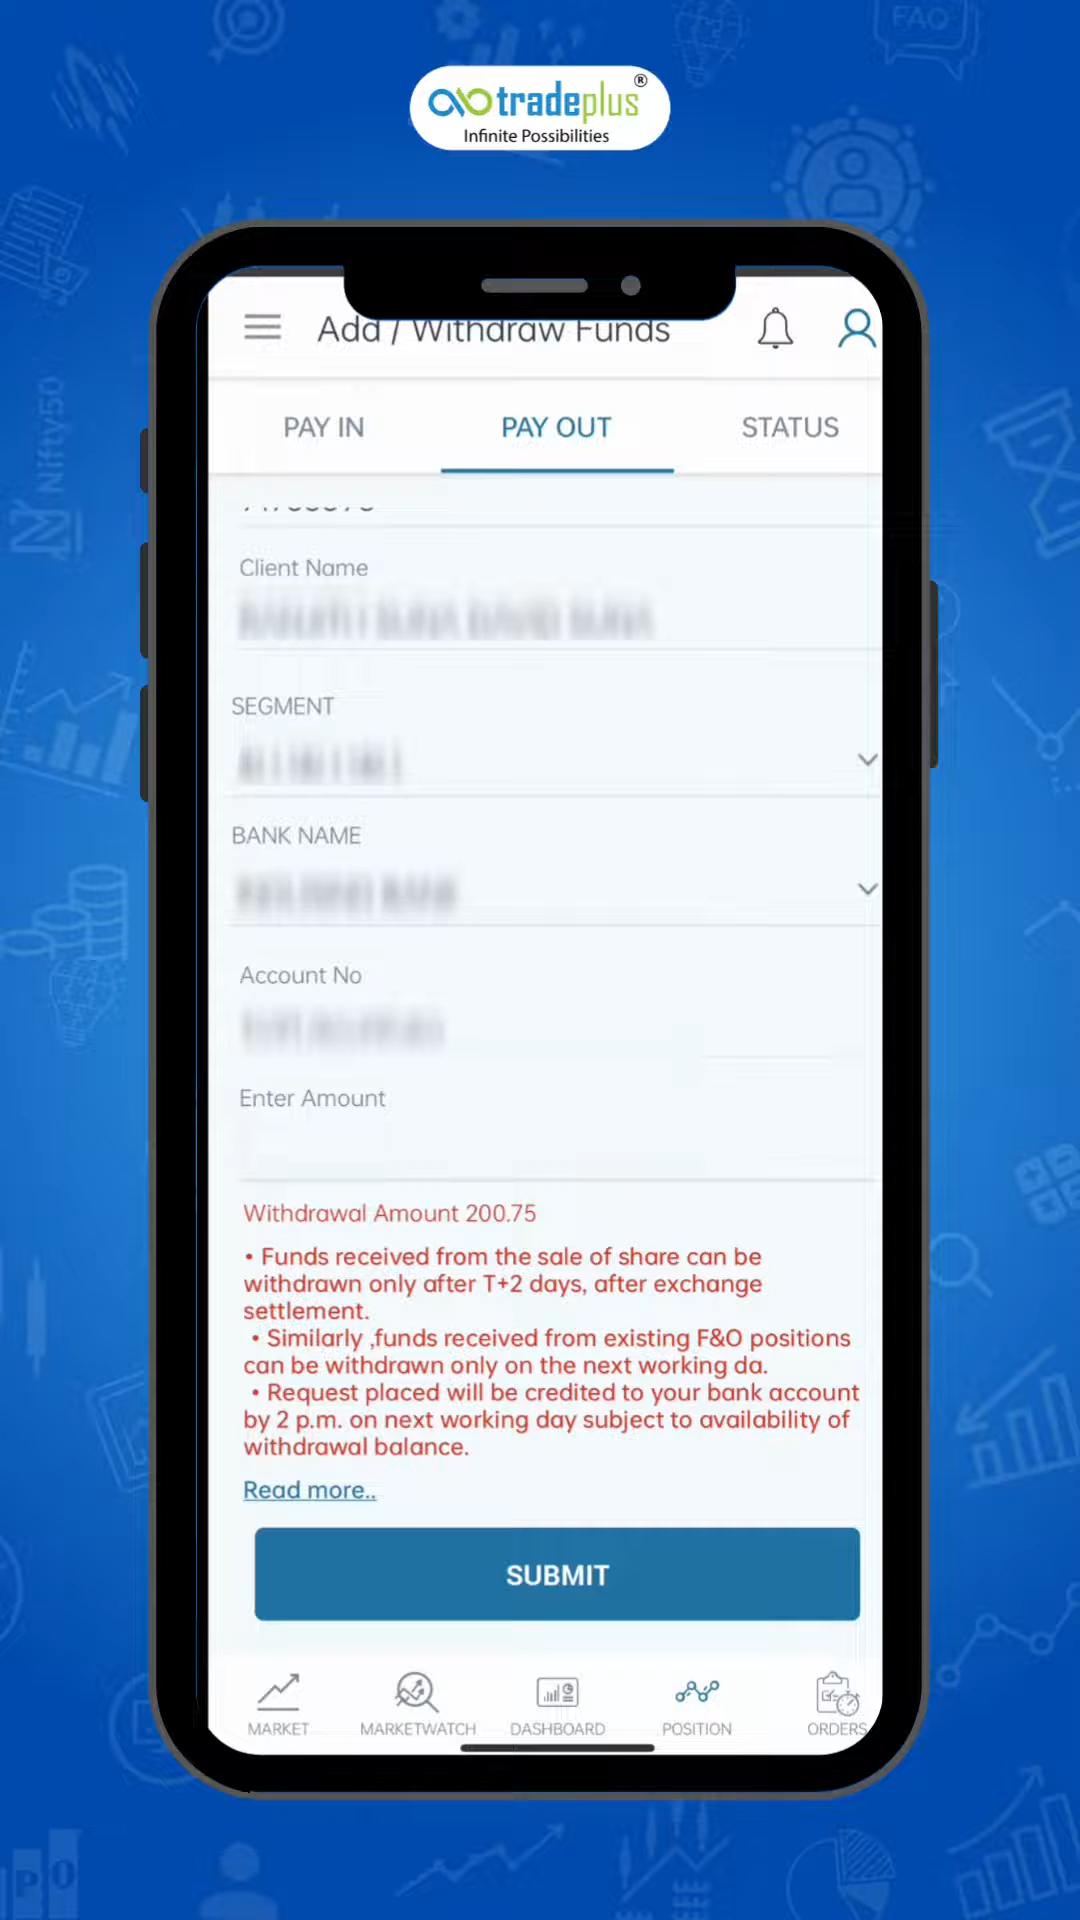 FAQ
tradeplus®
Infinite Possibilities
Add / Withdraw Funds
PAY IN
PAY OUT
STATUS
Nifty50
Client Name
SEGMENT
BANK NAME
Account No
Enter Amount
Withdrawal Amount 200.75
• Funds received from the sale of share can be
withdrawn only after T+2 days, after exchange
settlement.
• Similarly ,funds received from existing F&O positions
can be withdrawn only on the next working da.
• Request placed will be credited to your bank account
by 2 p.m. on next working day subject to availability of
withdrawal balance.
Read more..
SUBMIT
MARKET
MARKETWATCH
DASHBOARD
POSITION
ORDERS
IPO